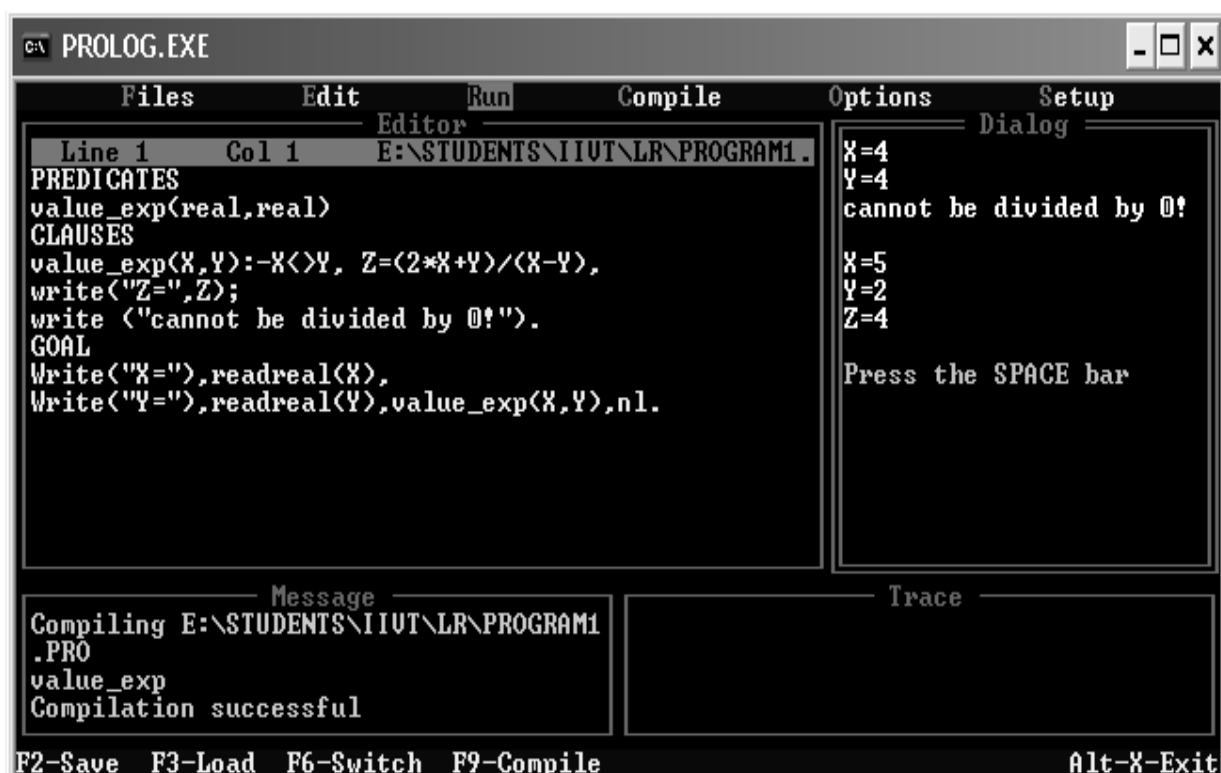 PROLOG.EXE
Files Edit Run Compile Options Setup
Editor
Line 1 Col 1 E:\STUDENTS\IIVT\LR\PROGRAM1.
PREDICATES
value_exp(real,real)
CLAUSES
value_exp(X,Y):-X<>Y, Z=(2*X+Y)/(X-Y),
write("Z=",Z);
write ("cannot be divided by 0!").
GOAL
Write("X="),readreal(X),
Write("Y="),readreal(Y),value_exp(X,Y),nl.
Dialog
X=4
Y=4
cannot be divided by 0!
X=5
Y=2
Z=4
Press the SPACE bar
Message
Compiling E:\STUDENTS\IIVT\LR\PROGRAM1
.PRO
value_exp
Compilation successful
Trace
F2-Save F3-Load F6-Switch F9-Compile Alt-X-Exit